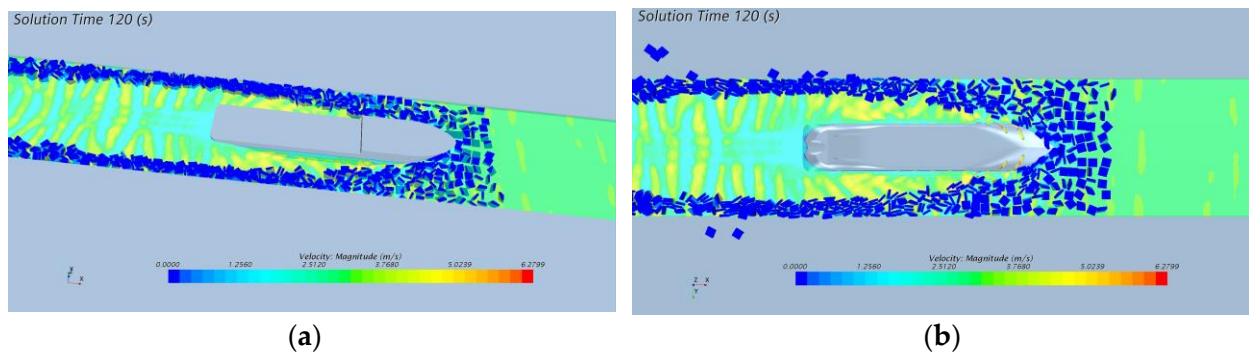 Solution Time 120 (s)
Velocity: Magnitude (m/s)
0.0000 1.2560 2.5120 3.7680 5.0239 6.2799
X
(a)
Solution Time 120 (s)
Velocity: Magnitude (m/s)
0.0000 1.2560 2.5120 3.7680 5.0239 6.2799
Z X
Y
(b)